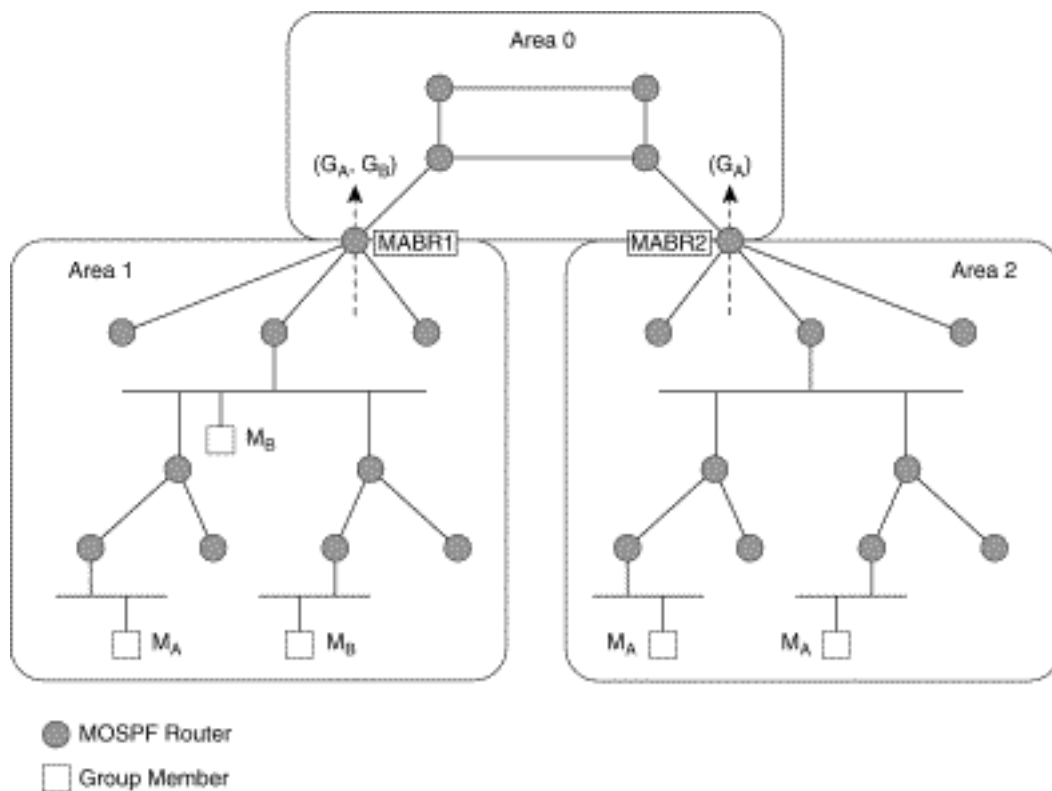 Area 0
(GA, GB)
(GA)
MABR1
MABR2
Area 1
Area 2
MB
MA
MB
MA
MA
MOSPF Router
Group Member